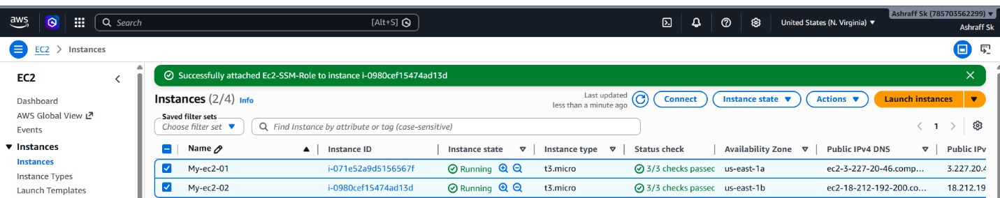 aws
Search [Alt+S]
United States (N. Virginia)
Ashraff Sk (785703562299)
Ashraff Sk
EC2 > Instances
EC2
Dashboard
AWS Global View
Events
Instances
Instances
Instance Types
Launch Templates
Successfully attached Ec2-SSM-Role to instance i-0980cef15474ad13d
Instances (2/4) Info
Last updated
less than a minute ago
Connect Instance state Actions Launch instances
Saved filter sets
Choose filter set Find Instance by attribute or tag (case-sensitive) 1
Name Instance ID Instance state Instance type Status check Availability Zone Public IPv4 DNS Public IPv
My-ec2-01 i-071e52a9d5156567f Running t3.micro 3/3 checks passec us-east-1a ec2-3-227-20-46.comp... 3.227.20.4
My-ec2-02 i-0980cef15474ad13d Running t3.micro 3/3 checks passec us-east-1b ec2-18-212-192-200.co... 18.212.19